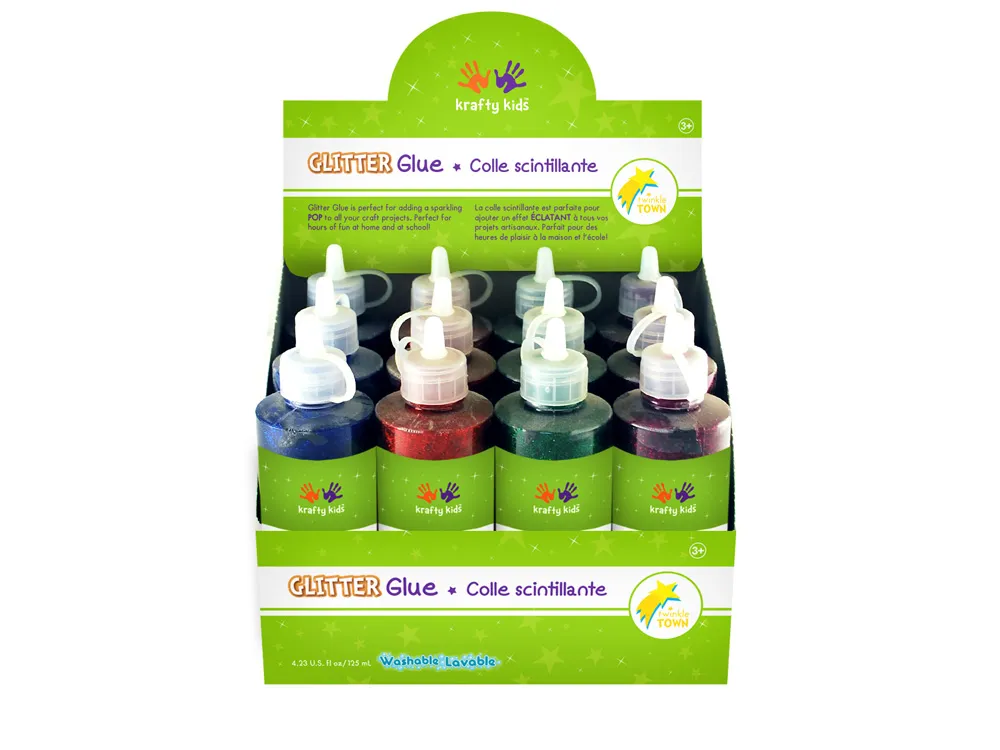 krafty kids
3+
GLITTER Glue ★ Colle scintillante
twinkle
TOWN
Glitter Glue is perfect for adding a sparkling
POP to all your craft projects. Perfect for
hours of fun at home and at school!
La colle scintillante est parfaite pour
ajouter un effet ÉCLATANT à tous vos
projets artisanaux. Parfait pour des
heures de plaisir à la maison et l'école!
krafty kids
krafty kids
krafty kids
krafty kids
3+
GLITTER Glue ★ Colle scintillante
twinkle
TOWN
4.23 U.S. fl oz/125 mL
Washable Lavable